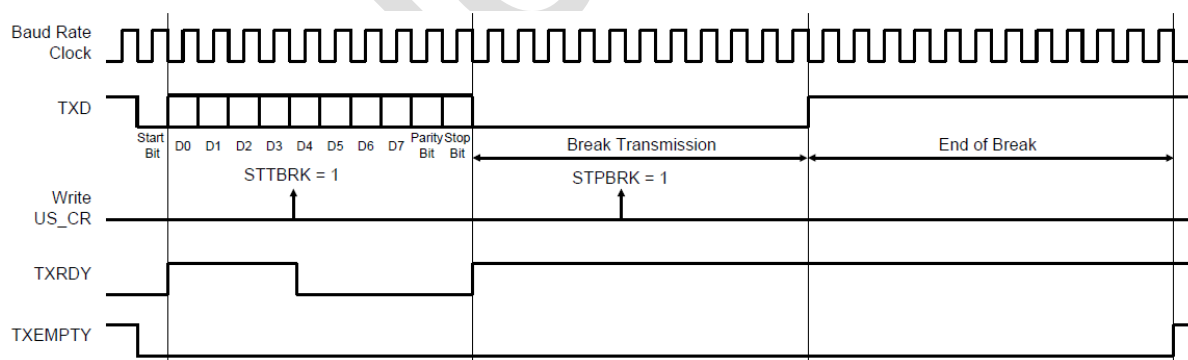 Baud Rate
Clock
TXD
Start
Bit
D0 D1 D2 D3 D4 D5 D6 D7
Parity
Bit
Stop
Bit
Break Transmission
End of Break
STTBRK = 1
STPBRK = 1
Write
US_CR
TXRDY
TXEMPTY